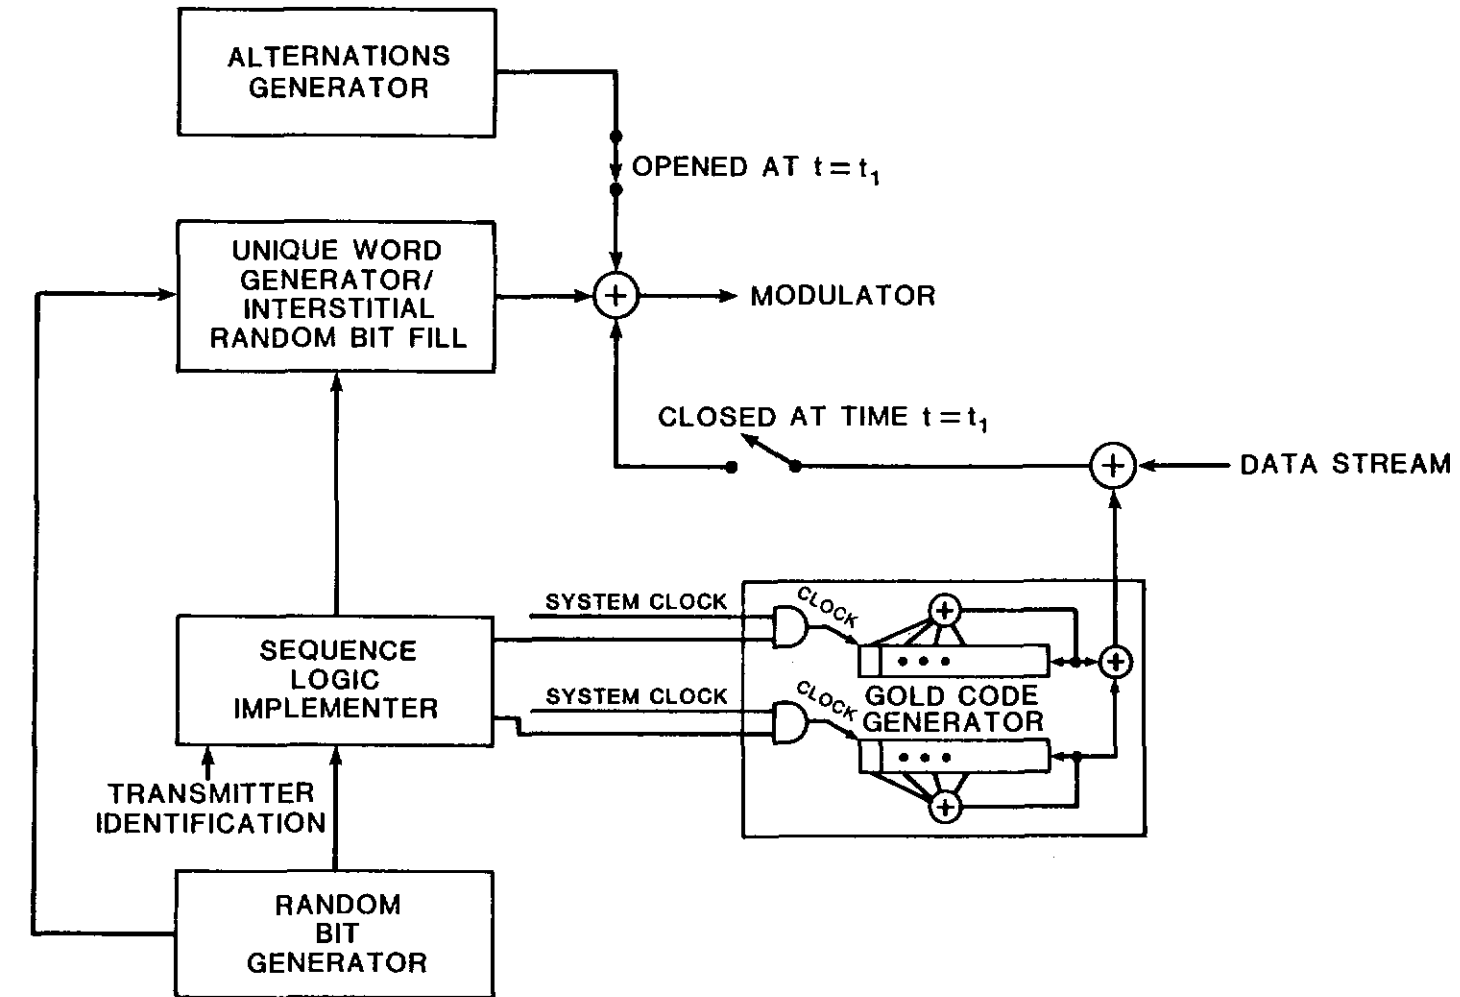 ALTERNATIONS
GENERATOR
OPENED AT t = t₁
UNIQUE WORD
GENERATOR/
INTERSTITIAL
RANDOM BIT FILL
MODULATOR
CLOSED AT TIME t = t₁
DATA STREAM
SYSTEM CLOCK
CLOCK
SEQUENCE
LOGIC
IMPLEMENTER
SYSTEM CLOCK
CLOCK
GOLD CODE
GENERATOR
TRANSMITTER
IDENTIFICATION
RANDOM
BIT
GENERATOR